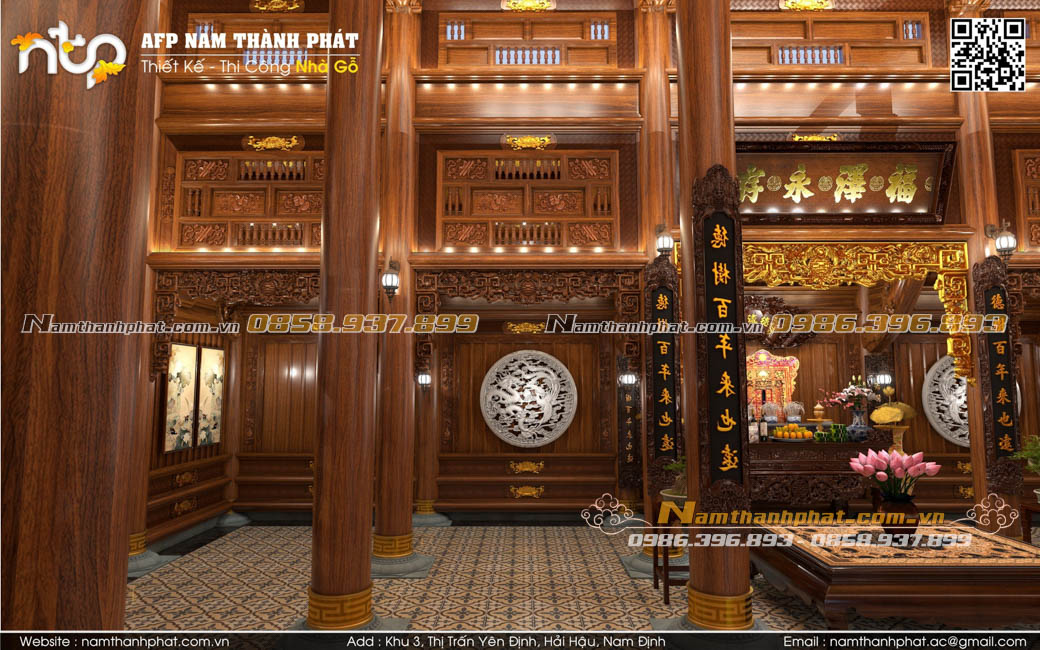 ntp
AFP NAM THÀNH PHÁT
Thiết Kế - Thi Công Nhà Gỗ
福澤永存
德樹百年來也遠
德樹百年來也遠
德樹百年來也遠
Namthanhphat.com.vn 0858.937.899
Namthanhphat.com.vn 0986.396.893
Namthanhphat.com.vn
0986.396.893 - 0858.937.899
Website : namthanhphat.com.vn
Add : Khu 3, Thị Trấn Yên Định, Hải Hậu, Nam Định
Email : namthanhphat.ac@gmail.com